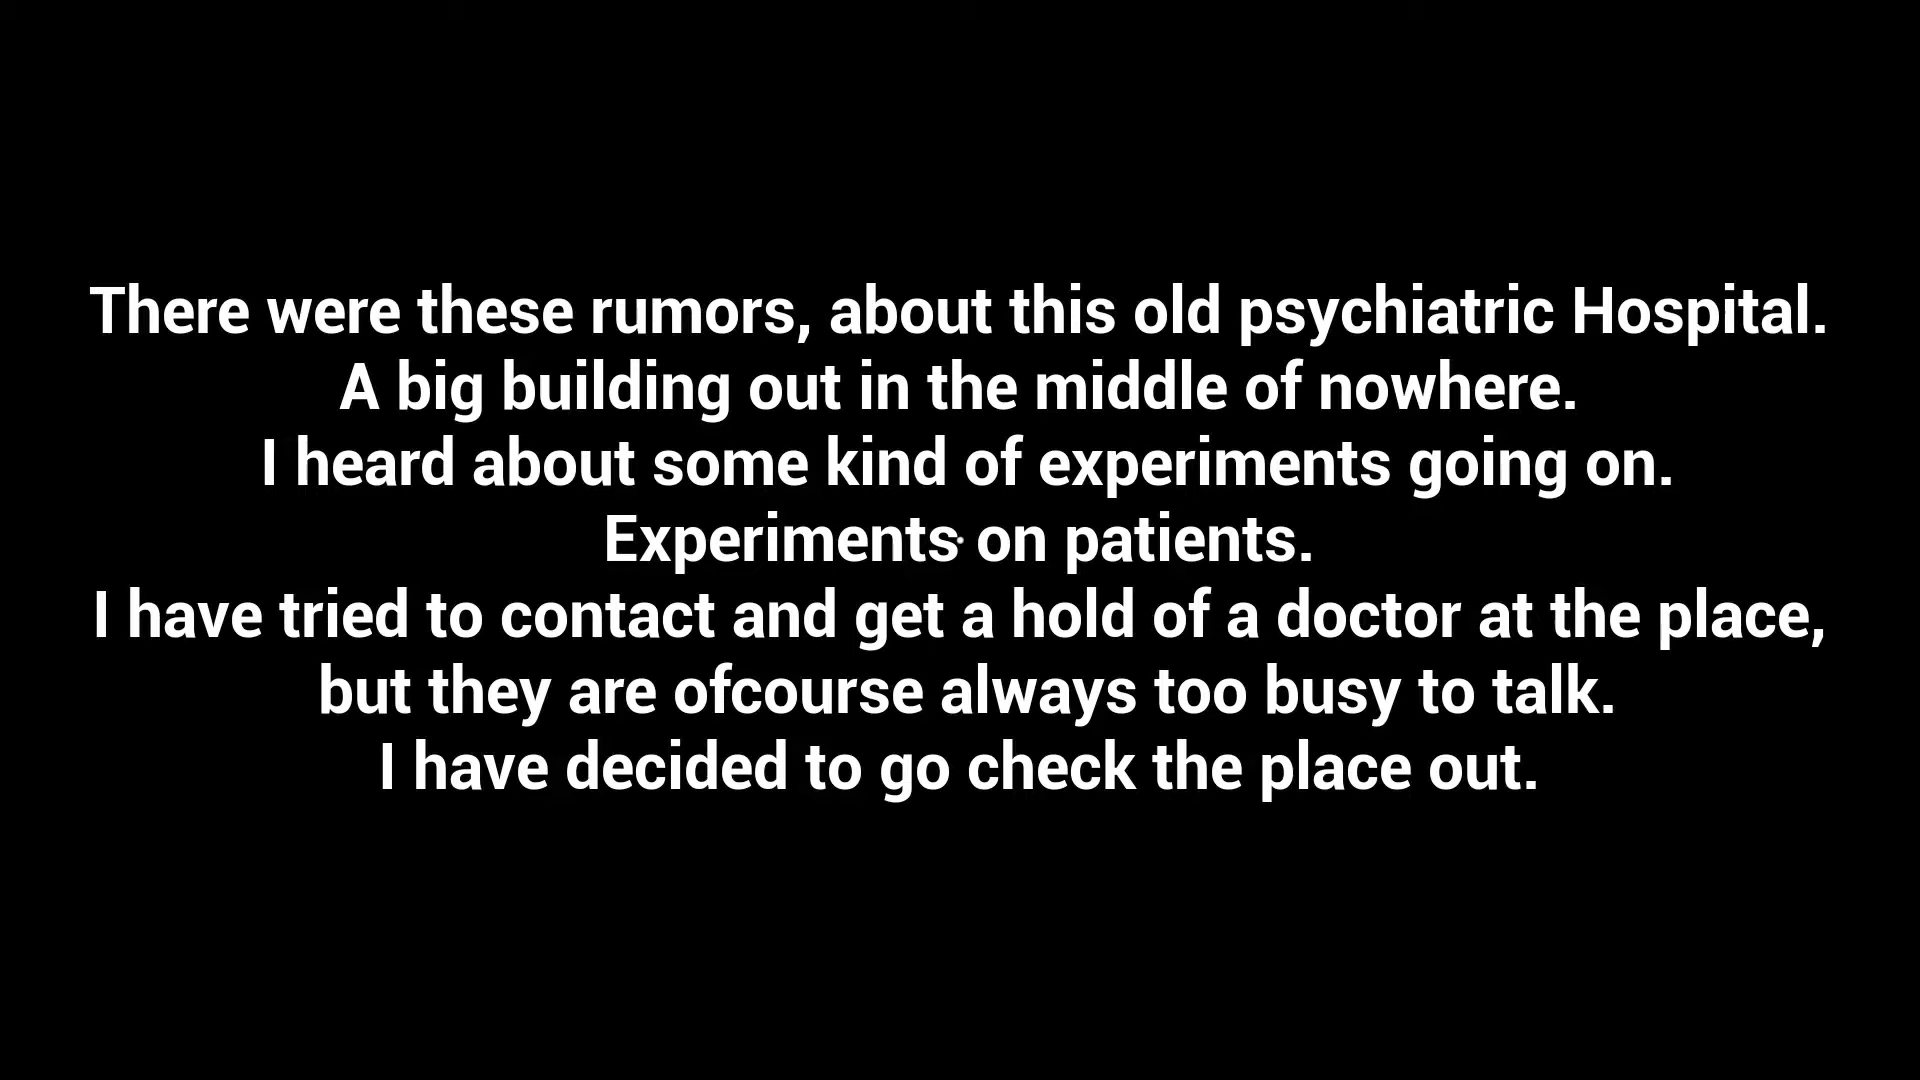 There were these rumors, about this old psychiatric Hospital.
A big building out in the middle of nowhere.
I heard about some kind of experiments going on.
Experiments on patients.
I have tried to contact and get a hold of a doctor at the place,
but they are ofcourse always too busy to talk.
I have decided to go check the place out.